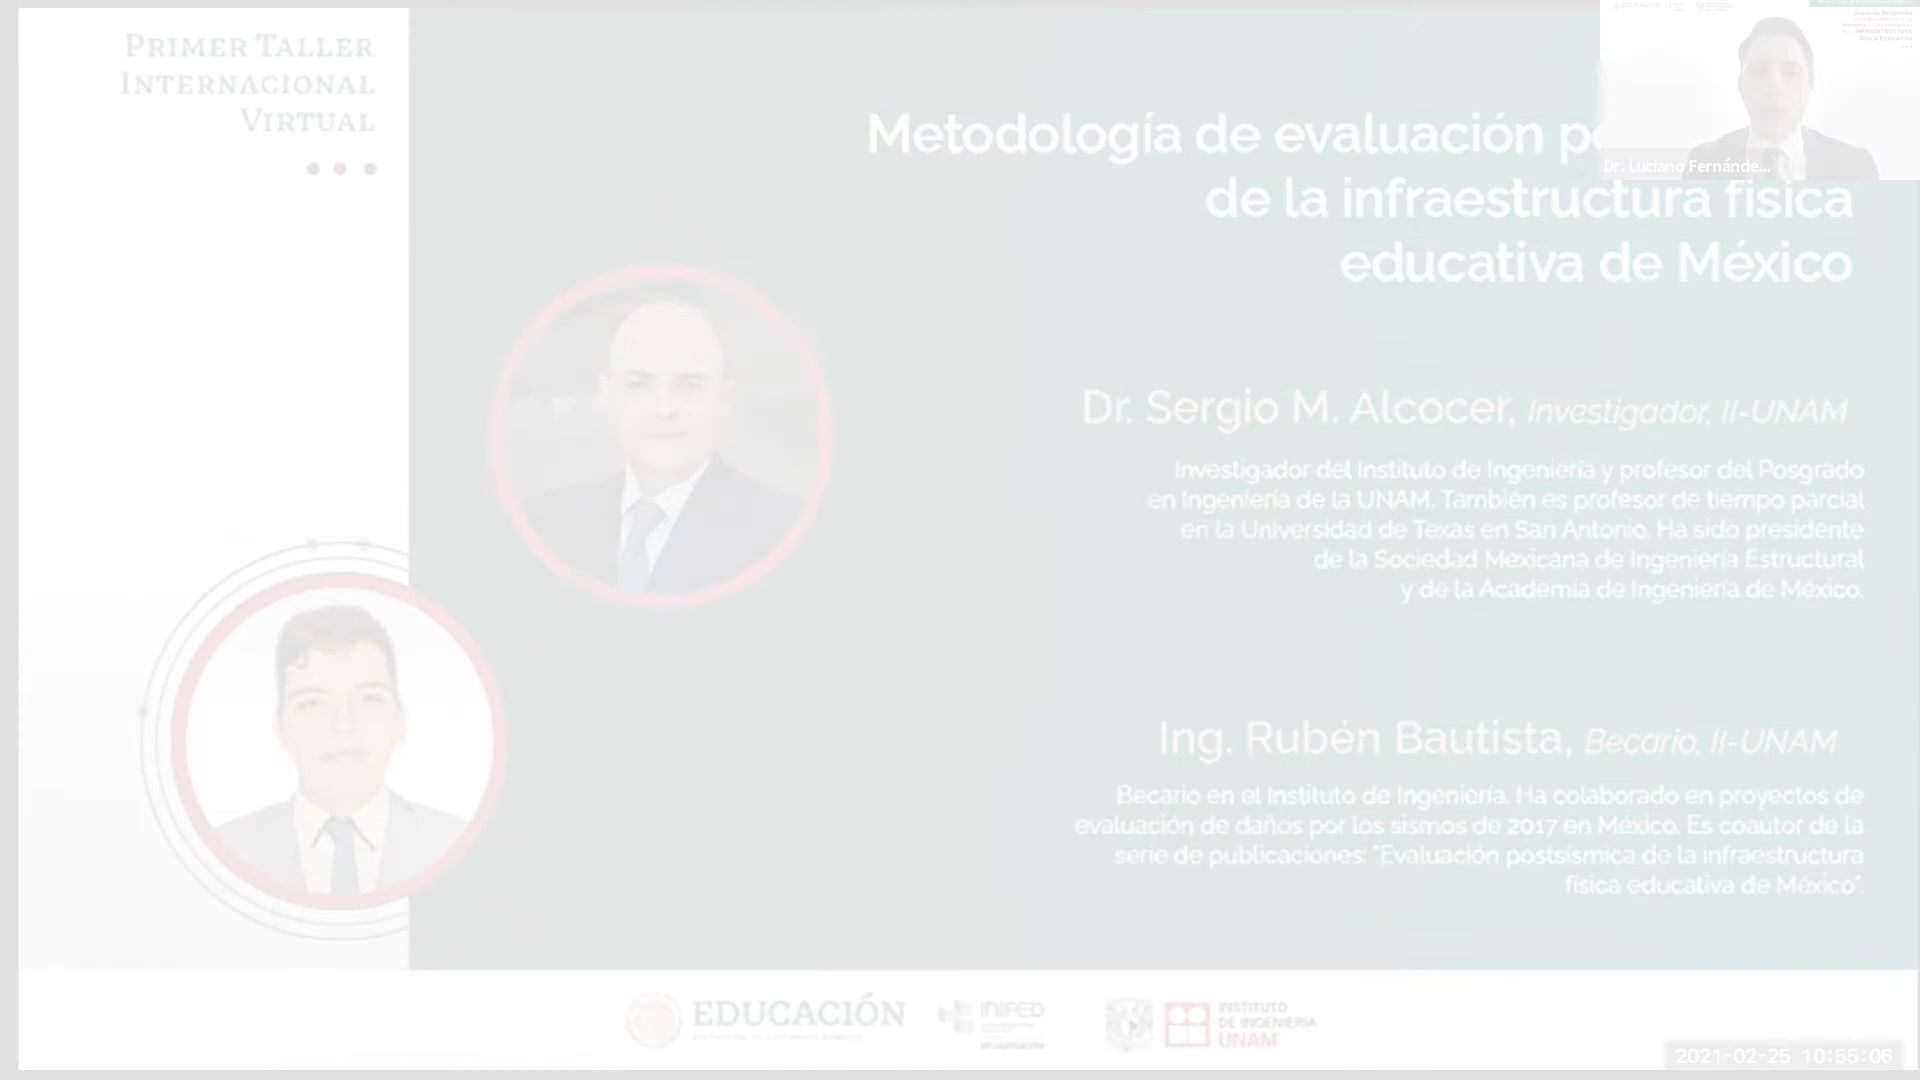 PRIMER TALLER
INTERNACIONAL
VIRTUAL
Metodología de evaluación
de la infraestructura física
educativa de México
Dr. Luciano Fernánde...
Dr. Sergio M. Alcocer, Investigador, II-UNAM
Investigador del Instituto de Ingeniería y profesor del Posgrado
en Ingeniería de la UNAM. También es profesor de tiempo parcial
en la Universidad de Texas en San Antonio. Ha sido presidente
de la Sociedad Mexicana de Ingeniería Estructural
y de la Academia de Ingeniería de México.
Ing. Rubén Bautista, Becario, II-UNAM
Becario en el Instituto de Ingeniería. Ha colaborado en proyectos de
evaluación de daños por los sismos de 2017 en México. Es coautor de la
serie de publicaciones: "Evaluación postsísmica de la infraestructura
física educativa de México".
EDUCACIÓN
INIFED
INSTITUTO
DE INGENIERÍA
UNAM
2021-02-25 10:55:06